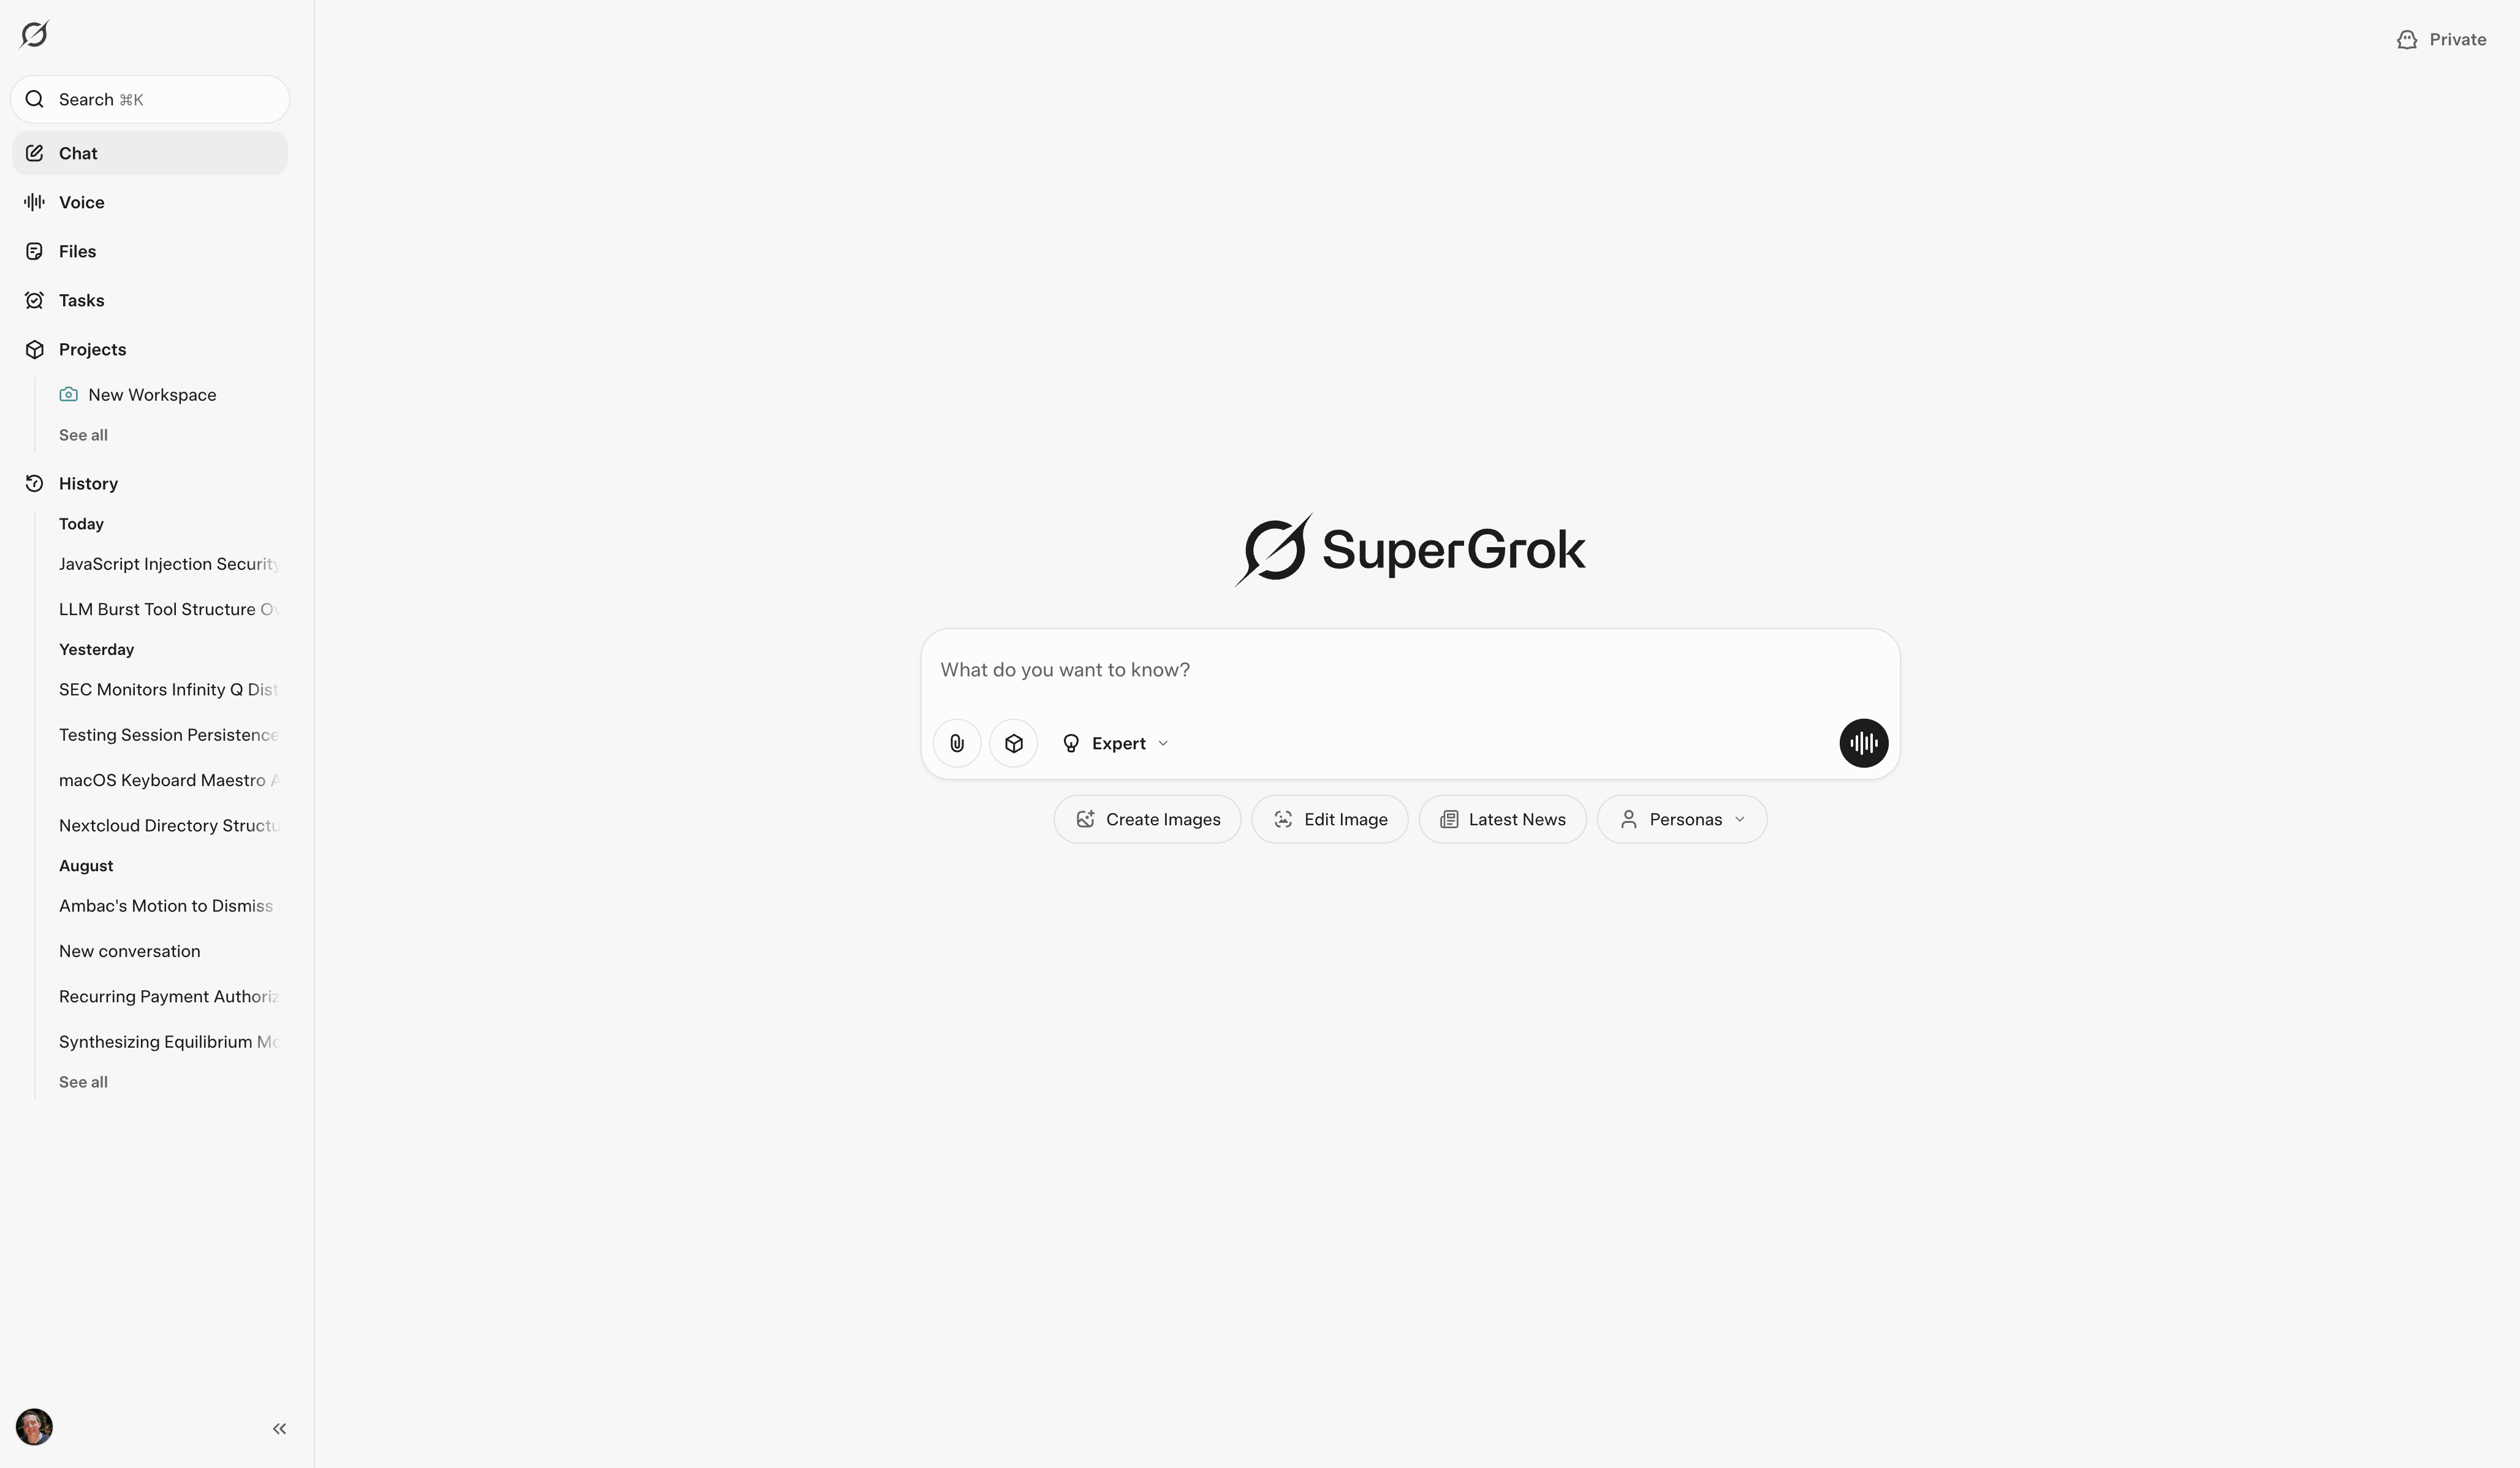 Private
Search ⌘K
Chat
Voice
Files
Tasks
Projects
New Workspace
See all
History
Today
JavaScript Injection Security
LLM Burst Tool Structure
Yesterday
SEC Monitors Infinity Q Dist
Testing Session Persistence
macOS Keyboard Maestro A
Nextcloud Directory Structu
August
Ambac's Motion to Dismiss
New conversation
Recurring Payment Authoriz
Synthesizing Equilibrium
See all
SuperGrok
What do you want to know?
Expert
Create Images
Edit Image
Latest News
Personas